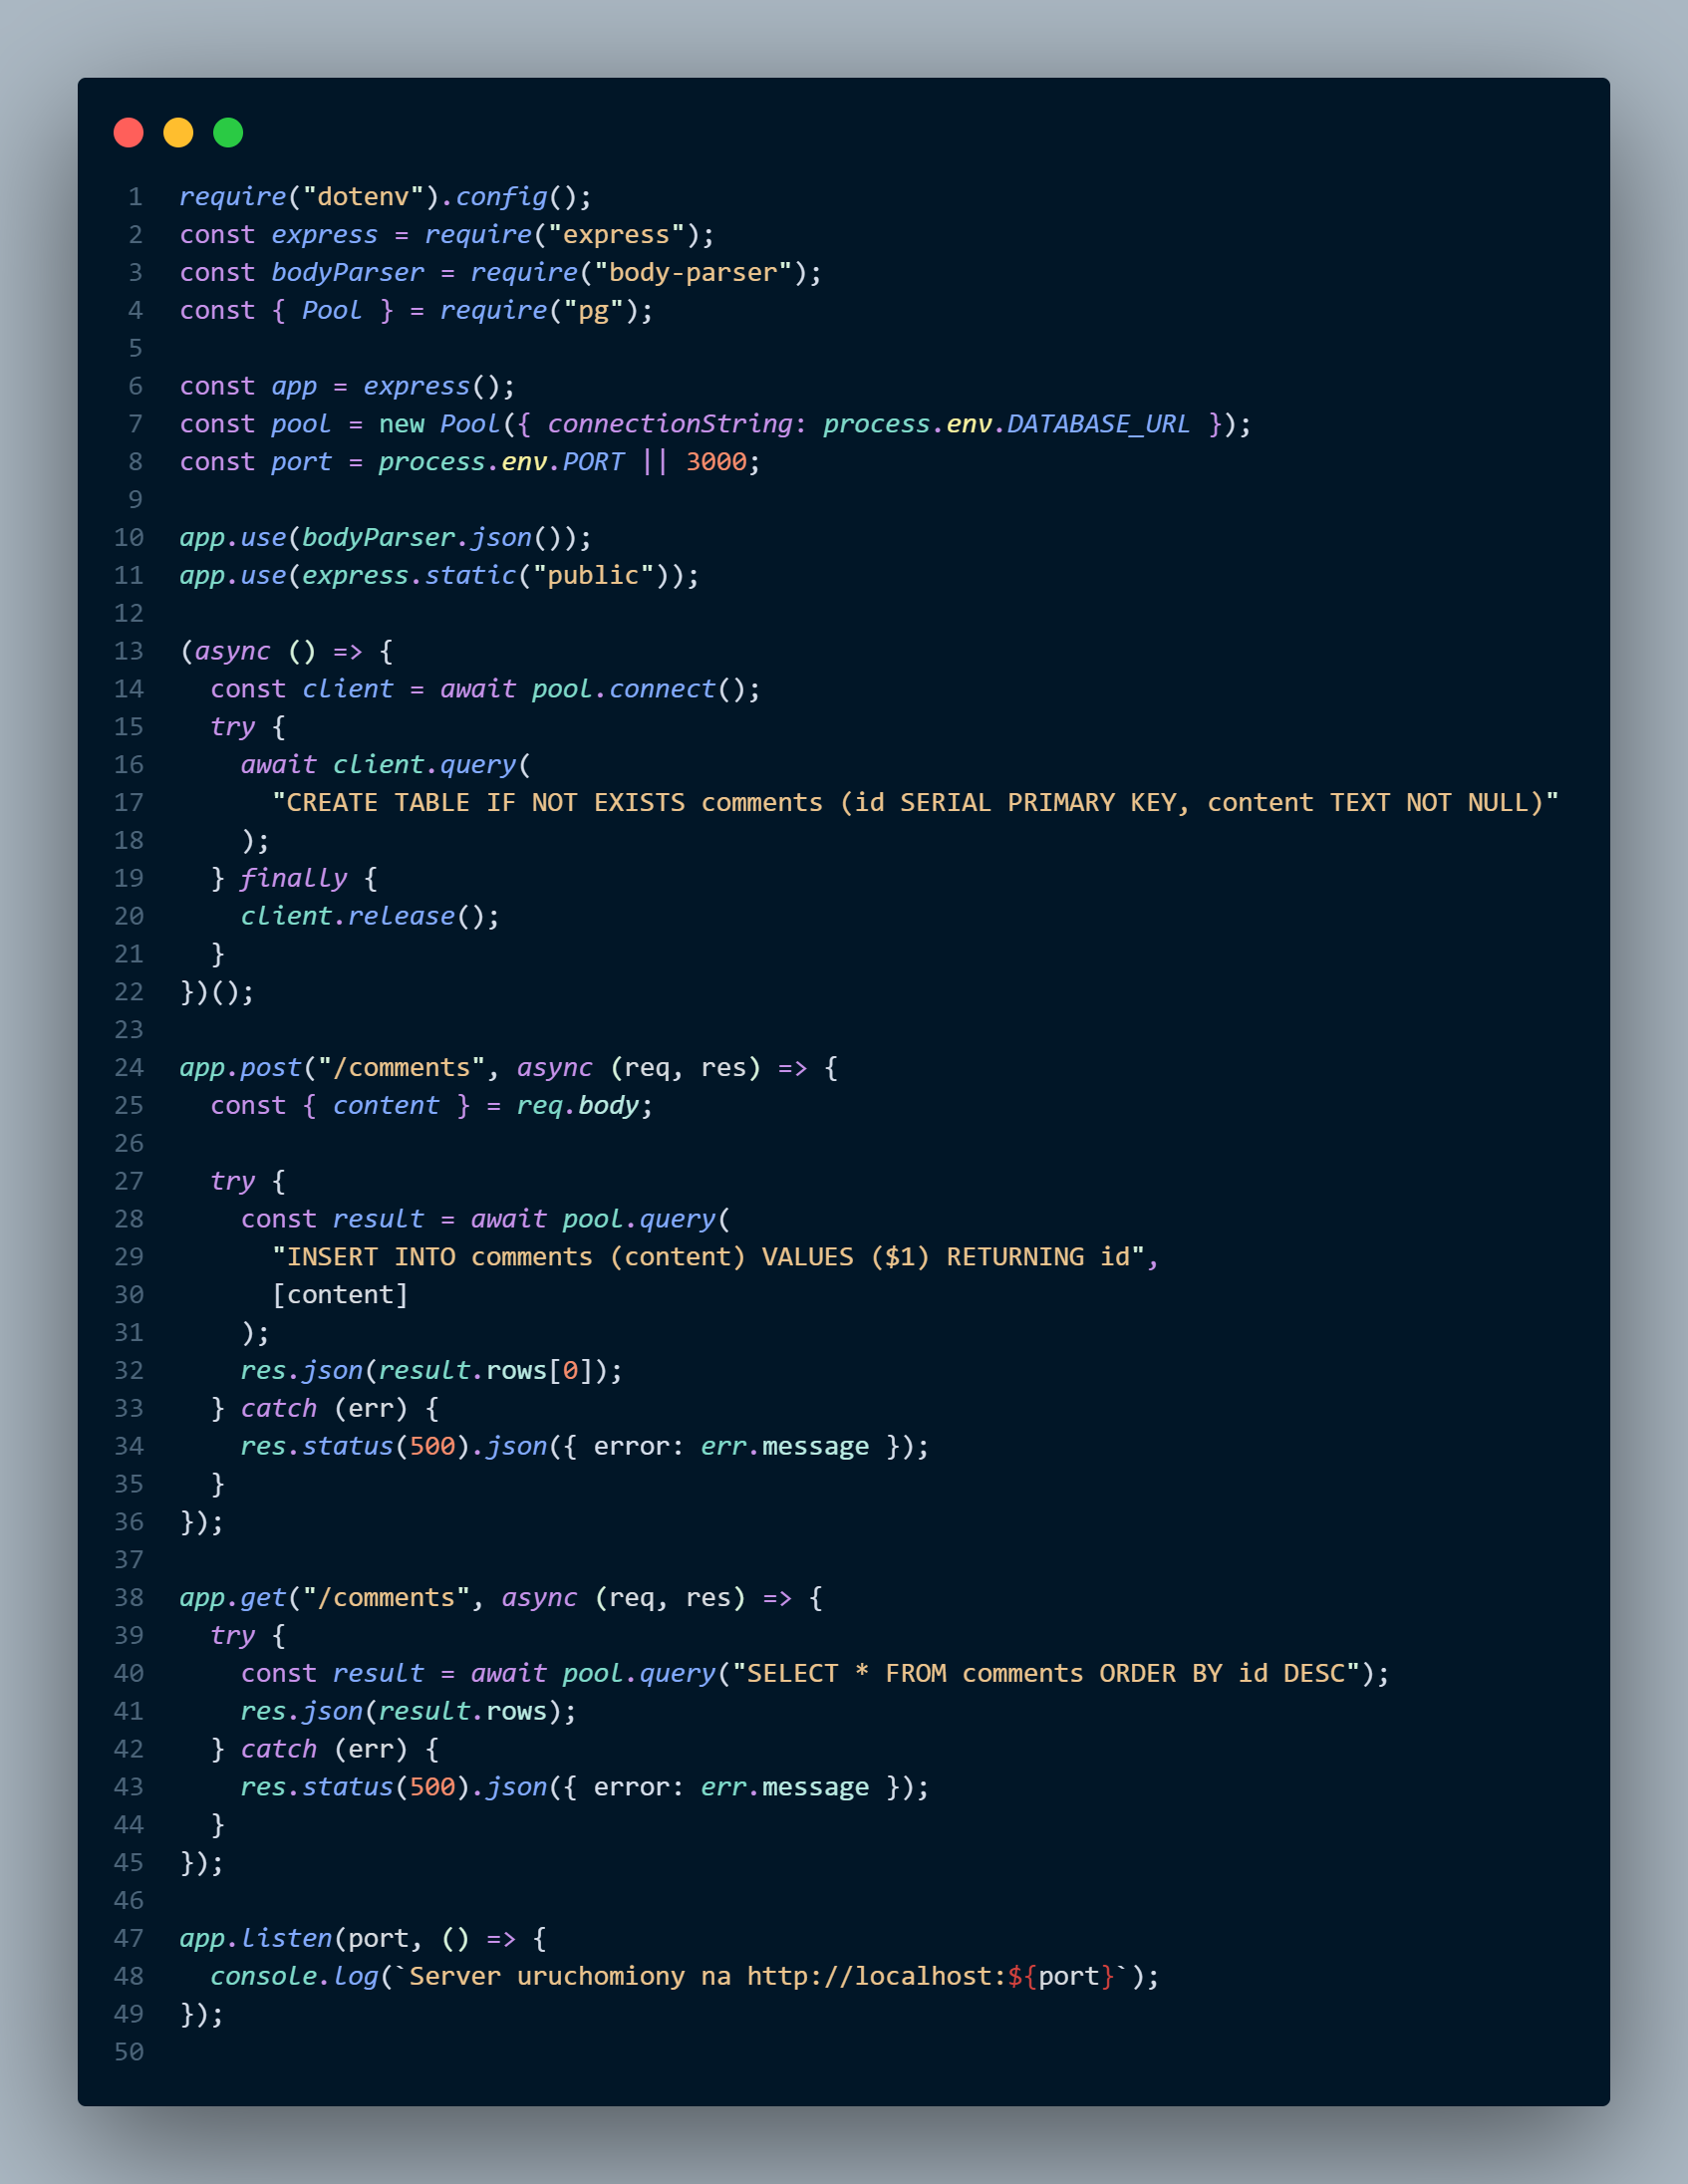 1 require("dotenv").config();
2 const express = require("express");
3 const bodyParser = require("body-parser");
4 const { Pool } = require("pg");
5
6 const app = express();
7 const pool = new Pool({ connectionString: process.env.DATABASE_URL });
8 const port = process.env.PORT || 3000;
9
10 app.use(bodyParser.json());
11 app.use(express.static("public"));
12
13 (async () => {
14   const client = await pool.connect();
15   try {
16     await client.query(
17       "CREATE TABLE IF NOT EXISTS comments (id SERIAL PRIMARY KEY, content TEXT NOT NULL)"
18     );
19   } finally {
20     client.release();
21   }
22 })();
23
24 app.post("/comments", async (req, res) => {
25   const { content } = req.body;
26
27   try {
28     const result = await pool.query(
29       "INSERT INTO comments (content) VALUES ($1) RETURNING id",
30       [content]
31     );
32     res.json(result.rows[0]);
33   } catch (err) {
34     res.status(500).json({ error: err.message });
35   }
36 });
37
38 app.get("/comments", async (req, res) => {
39   try {
40     const result = await pool.query("SELECT * FROM comments ORDER BY id DESC");
41     res.json(result.rows);
42   } catch (err) {
43     res.status(500).json({ error: err.message });
44   }
45 });
46
47 app.listen(port, () => {
48   console.log(`Server uruchomiony na http://localhost:${port}`);
49 });
50